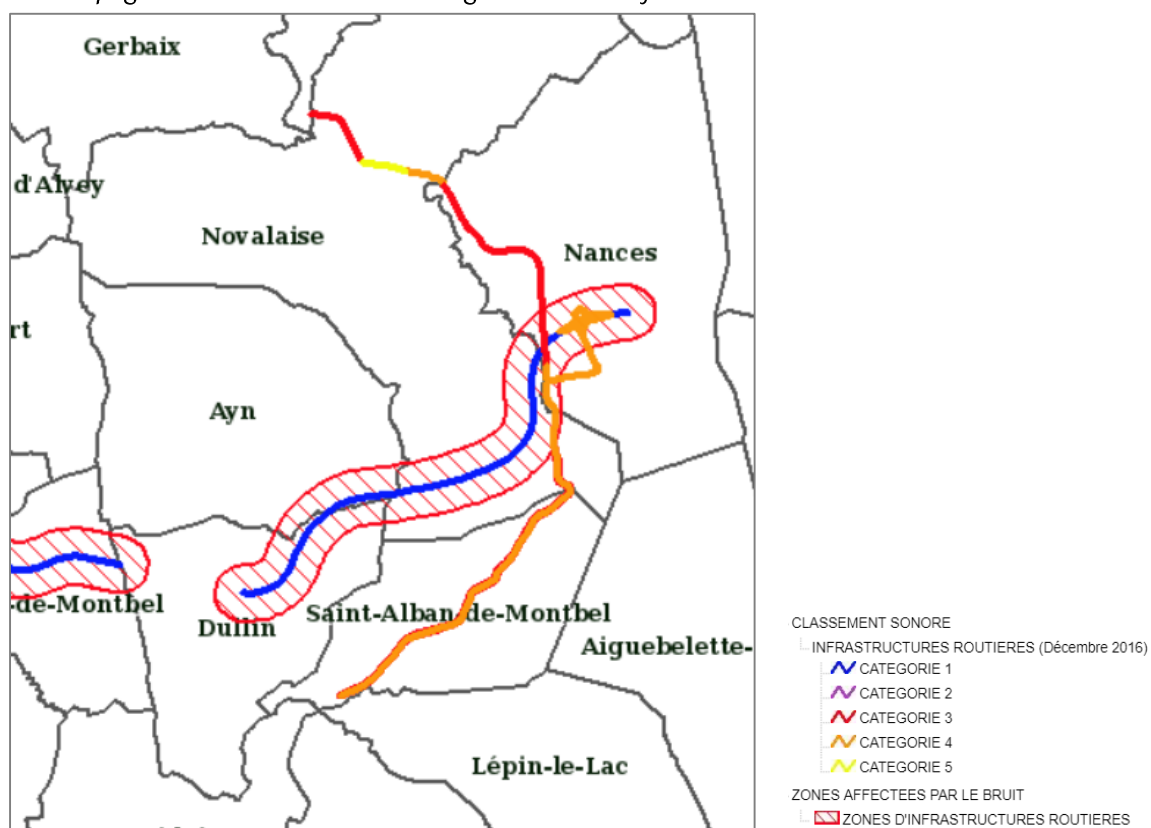 Gerbaix
d'Alvey
Novalaise
Nances
rt
Ayn
-de-Montbel
Dullin
Saint-Alban-de-Montbel
Aiguebelette-
Lépin-le-Lac
CLASSEMENT SONORE
INFRASTRUCTURES ROUTIERES (Décembre 2016)
CATEGORIE 1
CATEGORIE 2
CATEGORIE 3
CATEGORIE 4
CATEGORIE 5
ZONES AFFECTEES PAR LE BRUIT
ZONES D'INFRASTRUCTURES ROUTIERES